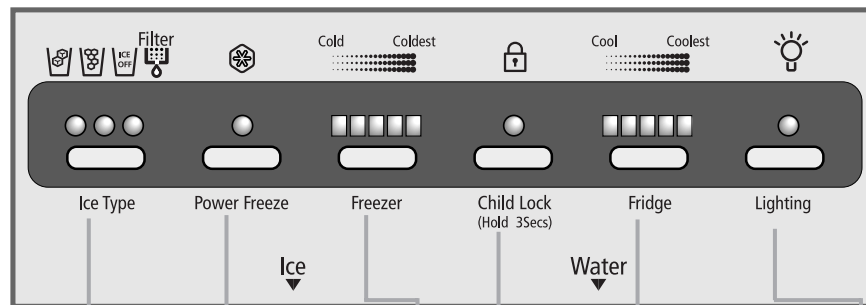 Filter
ICE
OFF
Cold Coldest
Cool Coolest
Ice Type Power Freeze Freezer Child Lock Fridge Lighting
(Hold 3Secs)
Ice Water